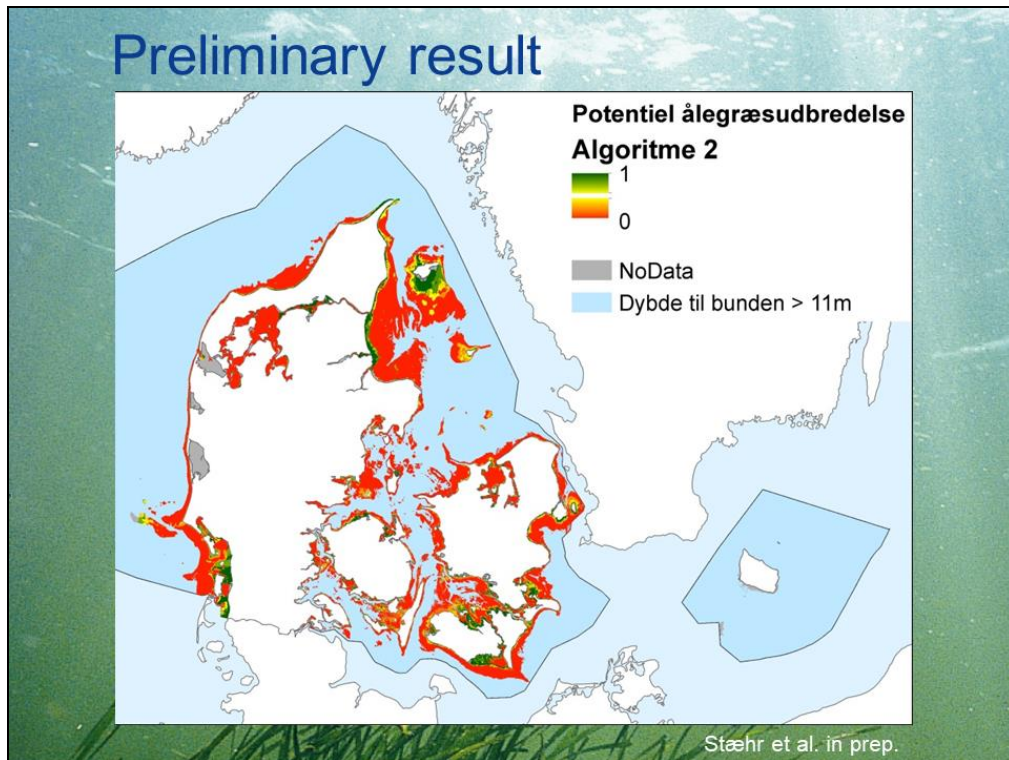 Preliminary result
Potentiel ålegræsudbredelse
Algoritme 2
1
0
NoData
Dybde til bunden > 11m
Stæhr et al. in prep.